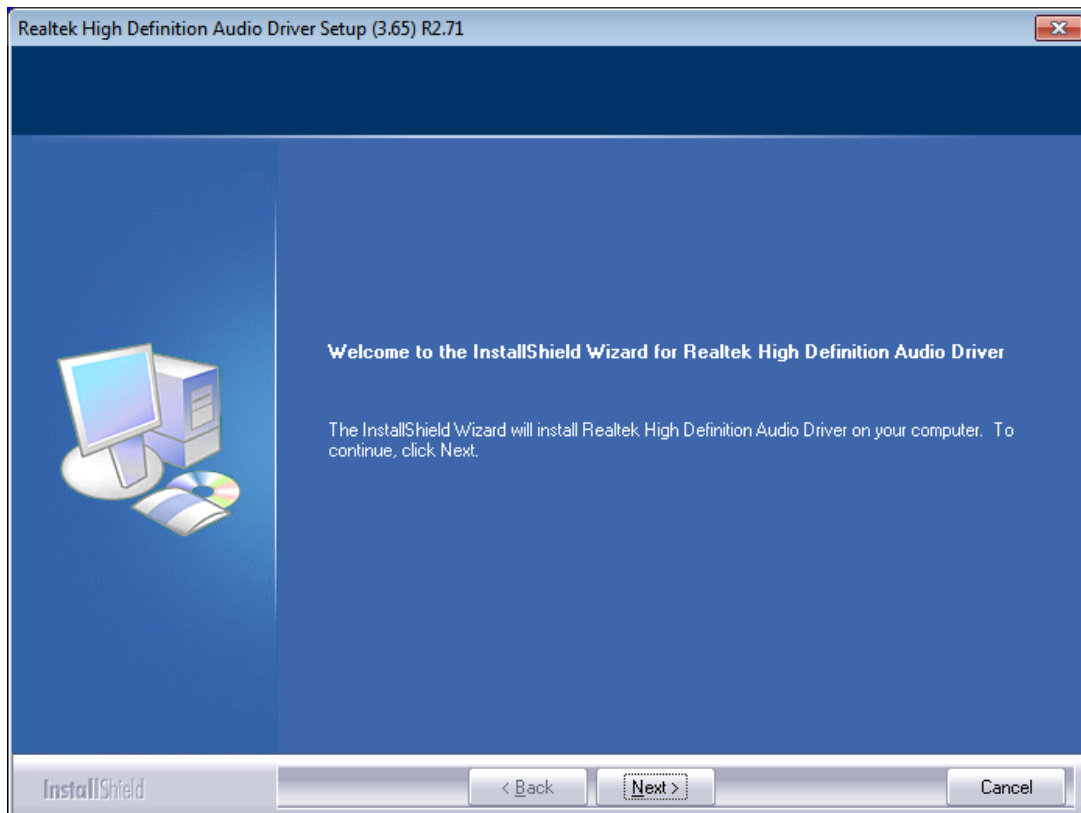 Realtek High Definition Audio Driver Setup (3.65) R2.71
Welcome to the InstallShield Wizard for Realtek High Definition Audio Driver
The InstallShield Wizard will install Realtek High Definition Audio Driver on your computer.  To
continue, click Next.
InstallShield
< Back
Next >
Cancel